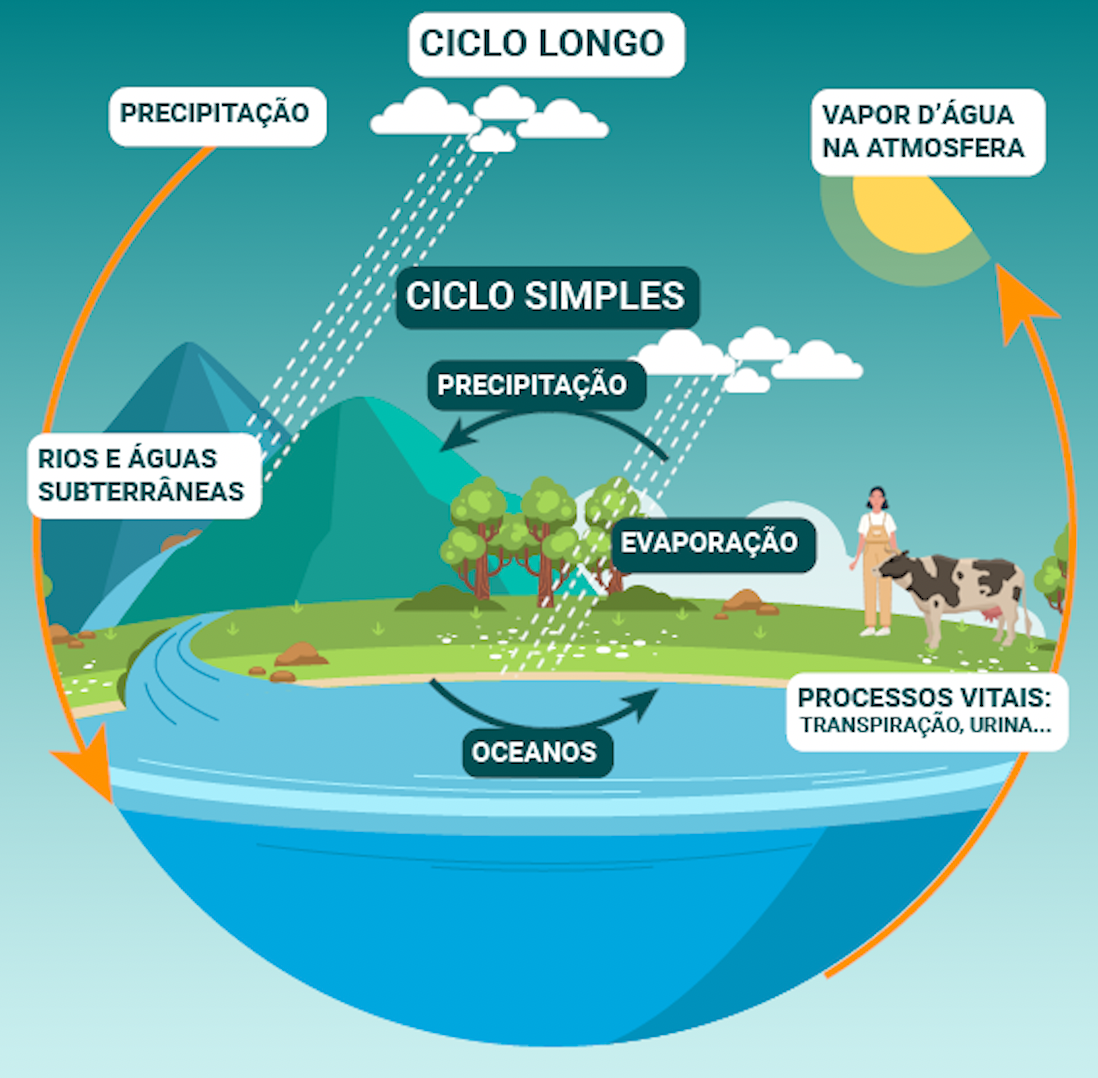 CICLO LONGO
PRECIPITAÇÃO
VAPOR D’ÁGUA
NA ATMOSFERA
CICLO SIMPLES
PRECIPITAÇÃO
RIOS E ÁGUAS
SUBTERRÂNEAS
EVAPORAÇÃO
PROCESSOS VITAIS:
TRANSPIRAÇÃO, URINA...
OCEANOS